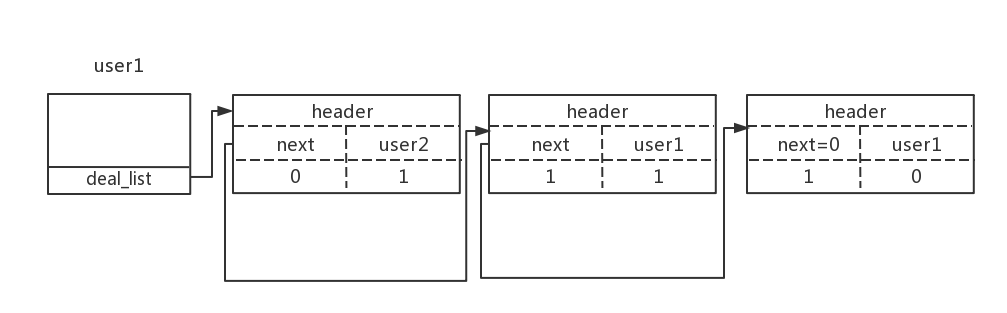 user1
deal_list
header
next user2
0 1
header
next user1
1 1
header
next=0 user1
1 0